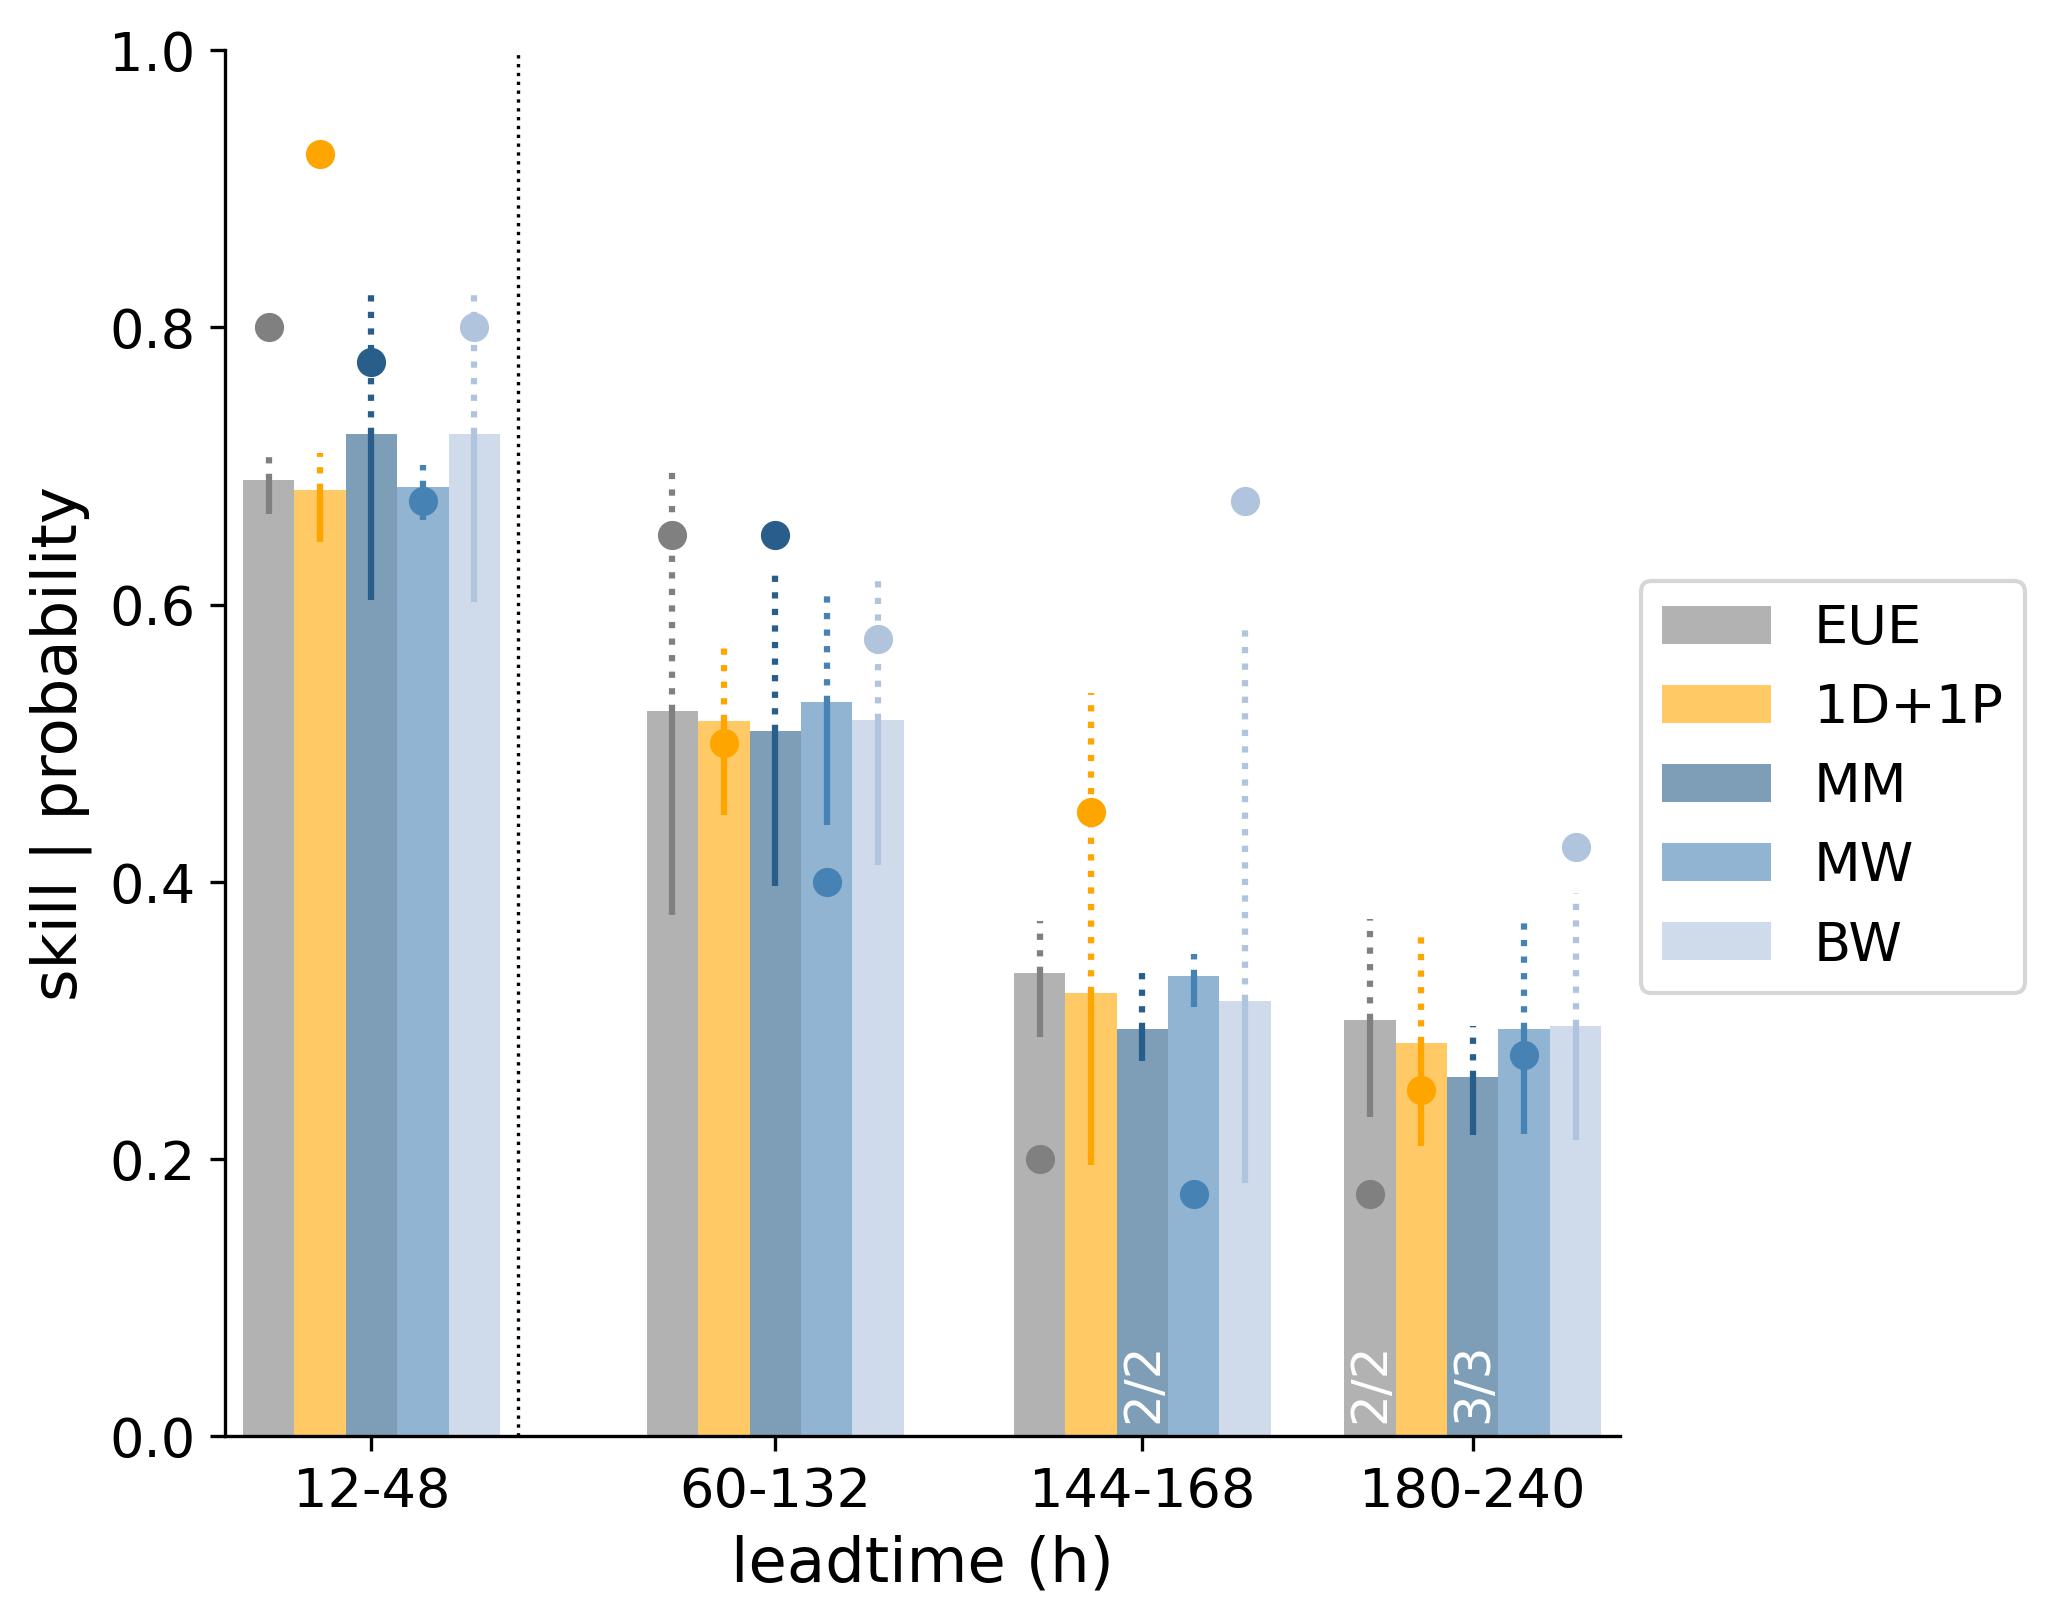 skill | probability
1.0
0.8
0.6
0.4
0.2
0.0
2/2
2/2
3/3
12-48
60-132
144-168
180-240
leadtime (h)
EUE
1D+1P
MM
MW
BW